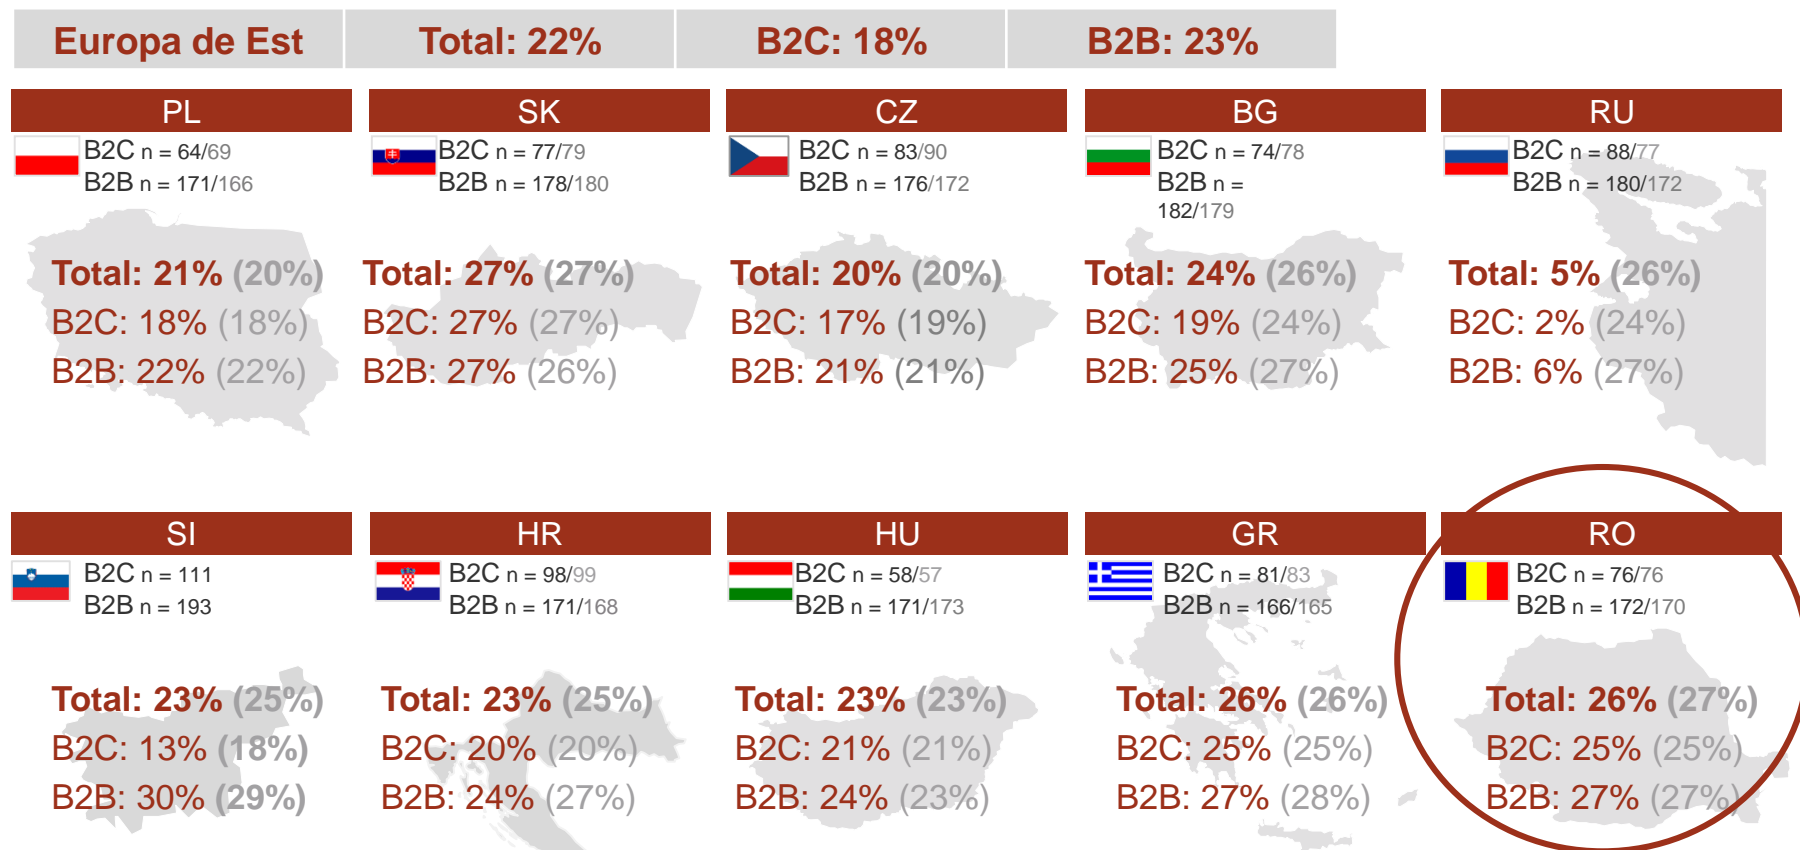 Europa de Est Total: 22% B2C: 18% B2B: 23%
PL
B2C n = 64/69
B2B n = 171/166
Total: 21% (20%)
B2C: 18% (18%)
B2B: 22% (22%)
SK
B2C n = 77/79
B2B n = 178/180
Total: 27% (27%)
B2C: 27% (27%)
B2B: 27% (26%)
CZ
B2C n = 83/90
B2B n = 176/172
Total: 20% (20%)
B2C: 17% (19%)
B2B: 21% (21%)
BG
B2C n = 74/78
B2B n =
182/179
Total: 24% (26%)
B2C: 19% (24%)
B2B: 25% (27%)
RU
B2C n = 88/77
B2B n = 180/172
Total: 5% (26%)
B2C: 2% (24%)
B2B: 6% (27%)
SI
B2C n = 111
B2B n = 193
Total: 23% (25%)
B2C: 13% (18%)
B2B: 30% (29%)
HR
B2C n = 98/99
B2B n = 171/168
Total: 23% (25%)
B2C: 20% (20%)
B2B: 24% (27%)
HU
B2C n = 58/57
B2B n = 171/173
Total: 23% (23%)
B2C: 21% (21%)
B2B: 24% (23%)
GR
B2C n = 81/83
B2B n = 166/165
Total: 26% (26%)
B2C: 25% (25%)
B2B: 27% (28%)
RO
B2C n = 76/76
B2B n = 172/170
Total: 26% (27%)
B2C: 25% (25%)
B2B: 27% (27%)